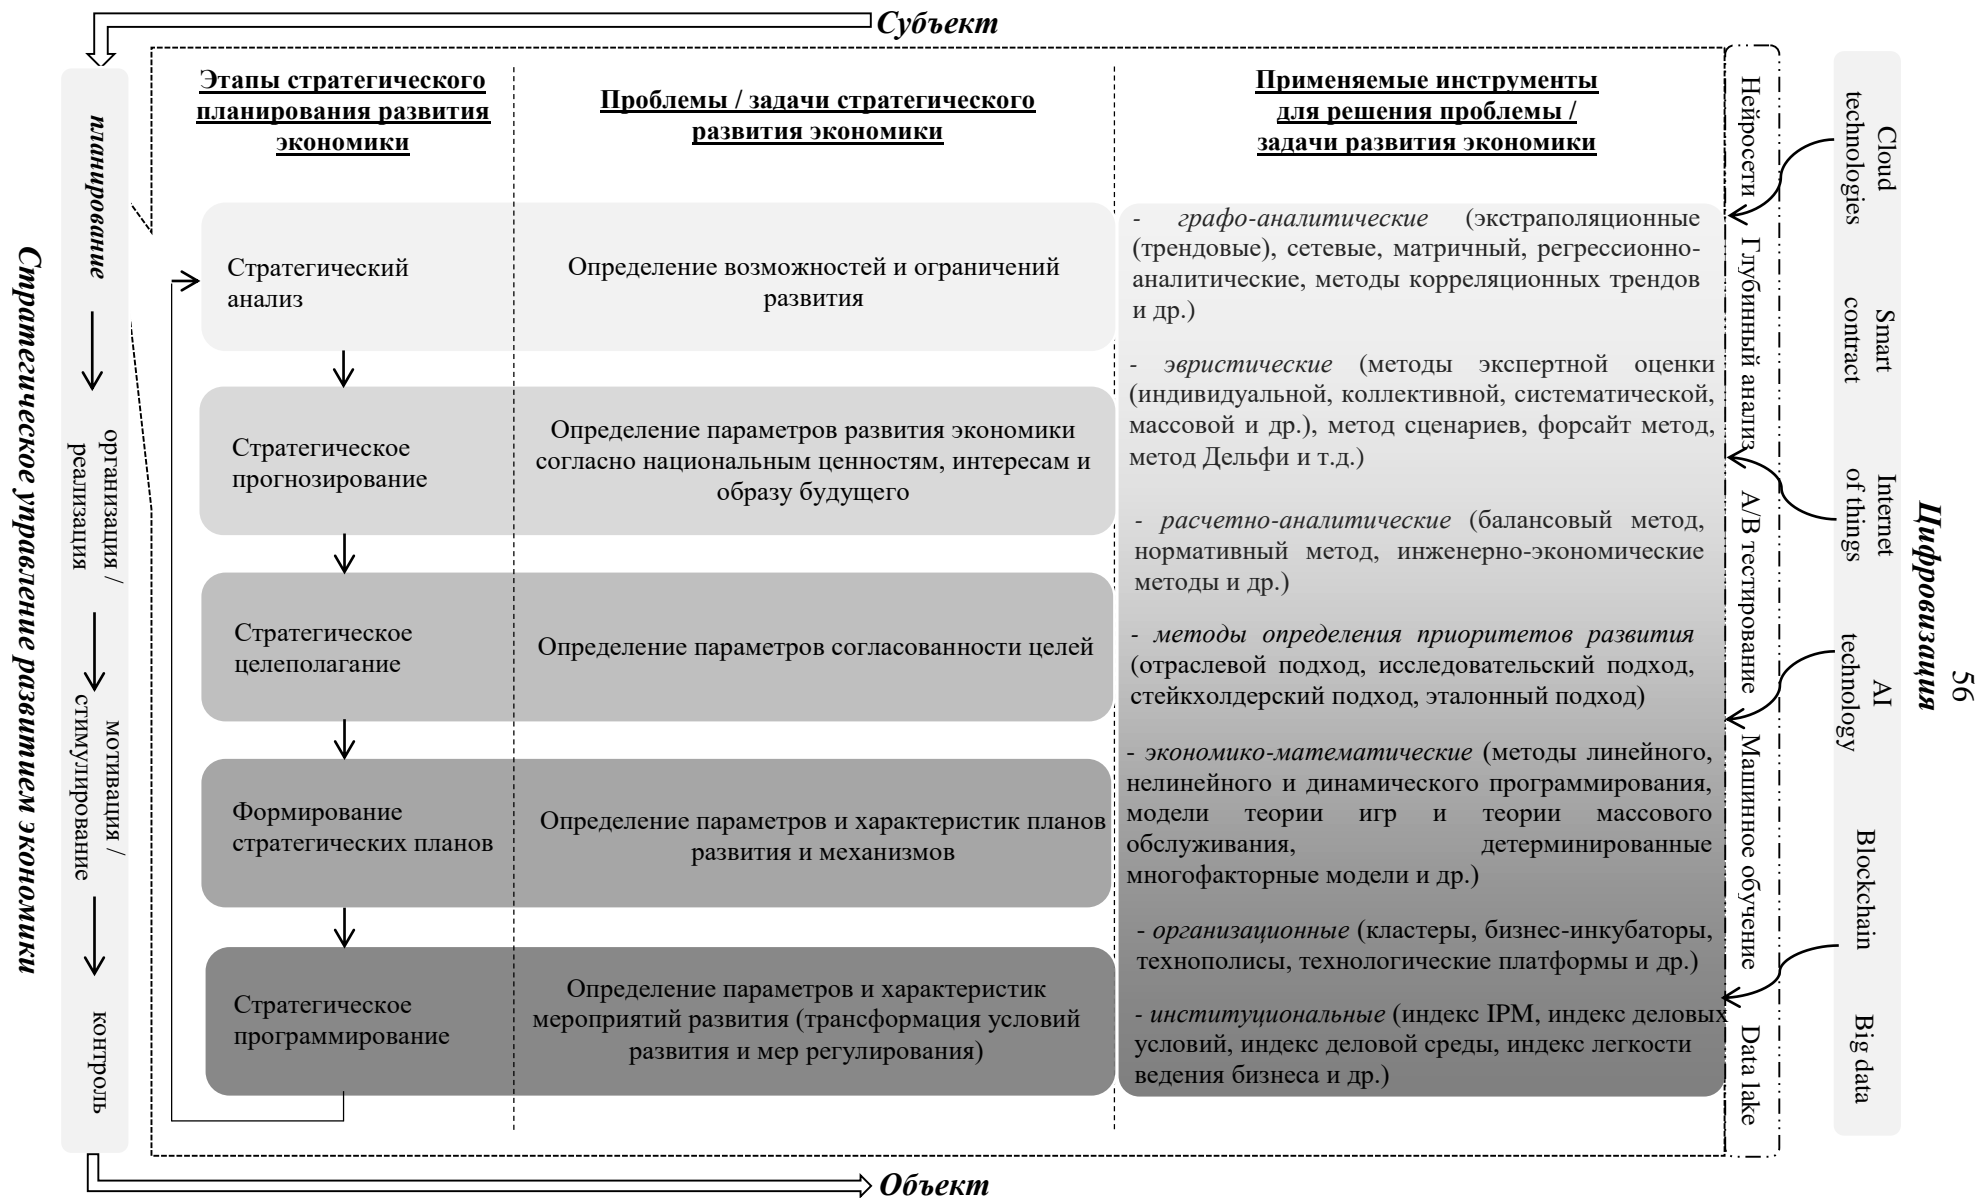 Субъект
Стратегическое управление развитием экономики
планирование
организация /
реализация
мотивация /
стимулирование
контроль
Этапы стратегического
планирования развития
экономики
Проблемы / задачи стратегического
развития экономики
Применяемые инструменты
для решения проблемы /
задачи развития экономики
Стратегический
анализ
Определение возможностей и ограничений
развития
Стратегическое
прогнозирование
Определение параметров развития экономики
согласно национальным ценностям, интересам и
образу будущего
Стратегическое
целеполагание
Определение параметров согласованности целей
Формирование
стратегических планов
Определение параметров и характеристик планов
развития и механизмов
Стратегическое
программирование
Определение параметров и характеристик
мероприятий развития (трансформация условий
развития и мер регулирования)
- графо-аналитические (экстраполяционные
(трендовые), сетевые, матричный, регрессионно-
аналитические, методы корреляционных трендов
и др.)
- эвристические (методы экспертной оценки
(индивидуальной, коллективной, систематической,
массовой и др.), метод сценариев, форсайт метод,
метод Дельфи и т.д.)
- расчетно-аналитические (балансовый метод,
нормативный метод, инженерно-экономические
методы и др.)
- методы определения приоритетов развития
(отраслевой подход, исследовательский подход,
стейкхолдерский подход, эталонный подход)
- экономико-математические (методы линейного,
нелинейного и динамического программирования,
модели теории игр и теории массового
обслуживания, детерминированные
многофакторные модели и др.)
- организационные (кластеры, бизнес-инкубаторы,
технополисы, технологические платформы и др.)
- институциональные (индекс IPM, индекс деловых
условий, индекс деловой среды, индекс легкости
ведения бизнеса и др.)
Нейросети
Глубинный анализ
A/B тестирование
Машинное обучение
Data lake
Cloud
technologies
Smart
contract
Internet
of things
AI
technology
Blockchain
Big data
Цифровизация
56
Объект